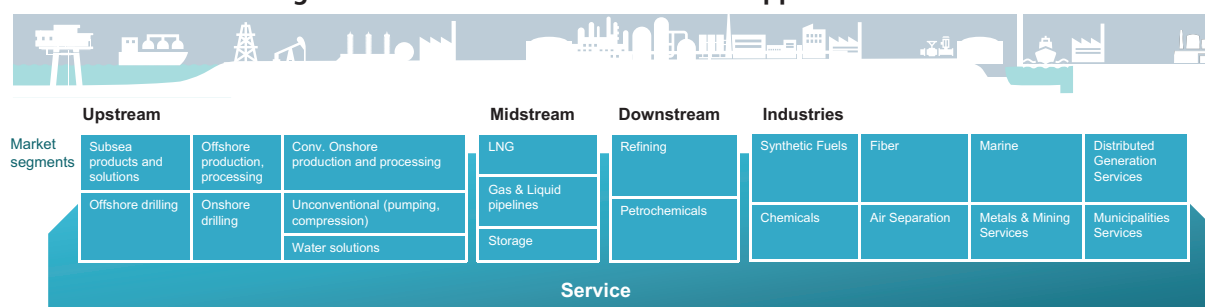 Upstream
Midstream
Downstream
Industries
Market
segments
Subsea
products and
solutions
Offshore
production,
processing
Conv. Onshore
production and processing
Offshore drilling
Onshore
drilling
Unconventional (pumping,
compression)
Water solutions
LNG
Gas & Liquid
pipelines
Storage
Refining
Petrochemicals
Synthetic Fuels
Fiber
Marine
Distributed
Generation
Services
Chemicals
Air Separation
Metals & Mining
Services
Municipalities
Services
Service